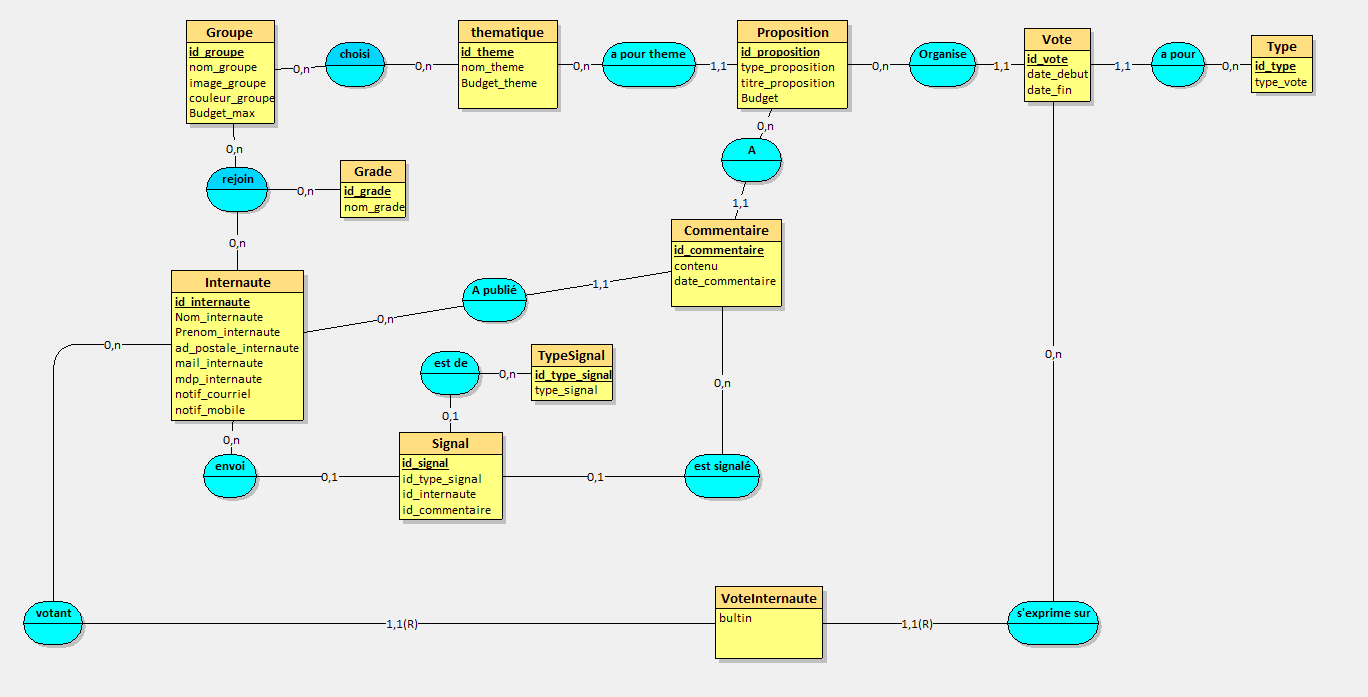 Groupe
id_groupe
nom_groupe
image_groupe
couleur_groupe
Budget_max
0,n
choisi
0,n
thematique
id_theme
nom_theme
Budget_theme
0,n
a pour theme
1,1
Proposition
id_proposition
type_proposition
titre_proposition
Budget
0,n
Organise
1,1
Vote
id_vote
date_debut
date_fin
1,1
a pour
0,n
Type
id_type
type_vote
0,n
rejoin
0,n
Grade
id_grade
nom_grade
0,n
0,n
A
1,1
Commentaire
id_commentaire
contenu
date_commentaire
Internaute
id_internaute
Nom_internaute
Prenom_internaute
ad_postale_internaute
mail_internaute
mdp_internaute
notif_courriel
notif_mobile
0,n
A publié
1,1
0,n
est de
0,n
TypeSignal
id_type_signal
type_signal
0,1
0,n
0,n
0,n
envoi
0,1
Signal
id_signal
id_type_signal
id_internaute
id_commentaire
0,1
est signalé
votant
1,1(R)
VoteInternaute
bultin
1,1(R)
s'exprime sur